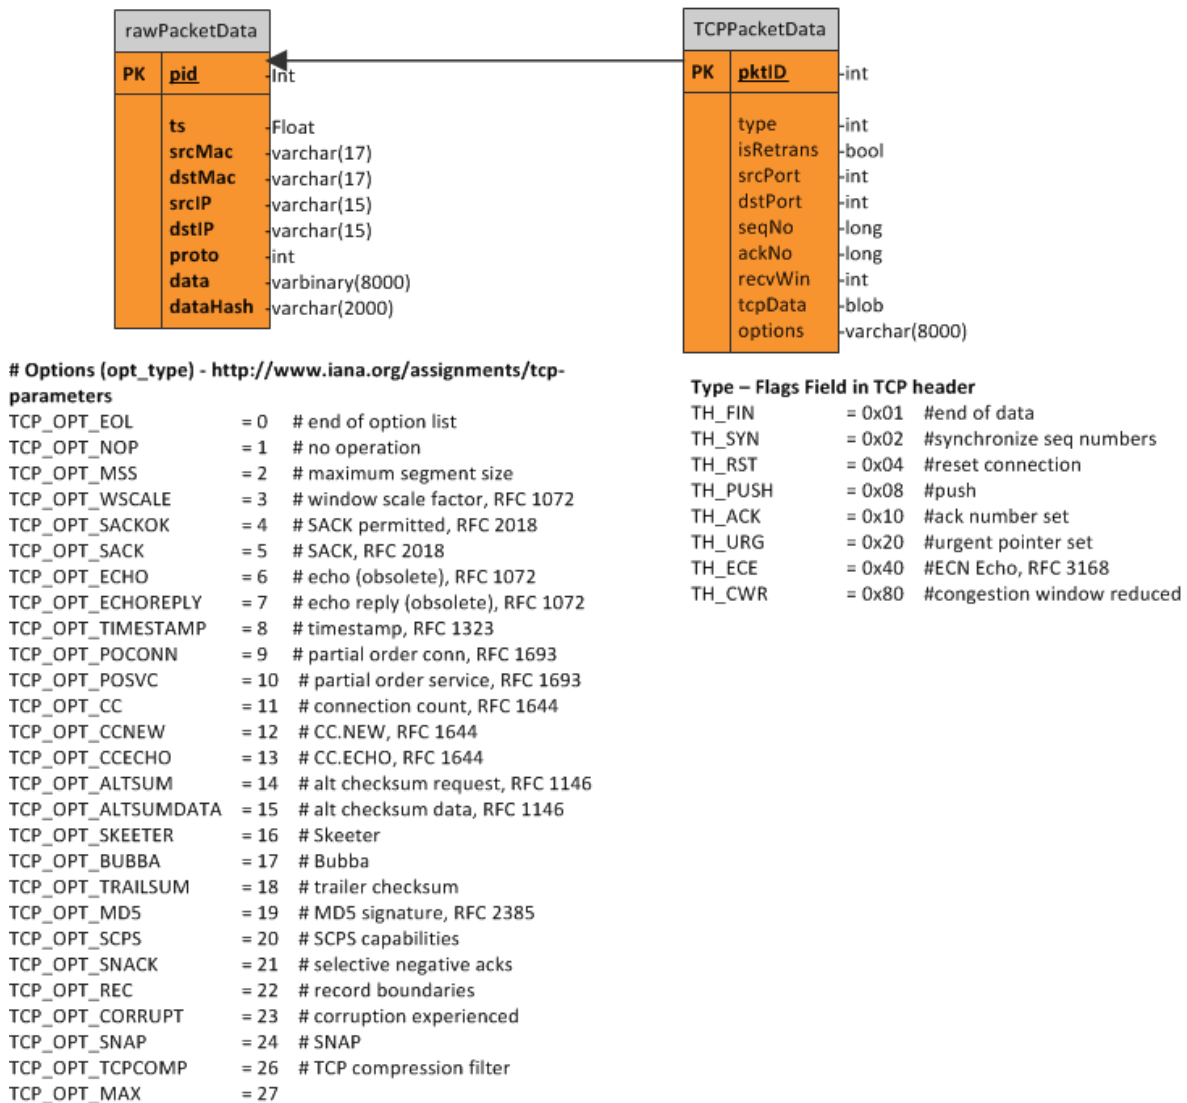 rawPacketData
PK pid Int
ts Float
srcMac varchar(17)
dstMac varchar(17)
srcIP varchar(15)
dstIP varchar(15)
proto int
data varbinary(8000)
dataHash varchar(2000)
TCPPacketData
PK pktID int
type int
isRetrans bool
srcPort int
dstPort int
seqNo long
ackNo long
recvWin int
tcpData blob
options varchar(8000)
# Options (opt_type) - http://www.iana.org/assignments/tcp-
parameters
TCP_OPT_EOL = 0 # end of option list
TCP_OPT_NOP = 1 # no operation
TCP_OPT_MSS = 2 # maximum segment size
TCP_OPT_WSCALE = 3 # window scale factor, RFC 1072
TCP_OPT_SACKOK = 4 # SACK permitted, RFC 2018
TCP_OPT_SACK = 5 # SACK, RFC 2018
TCP_OPT_ECHO = 6 # echo (obsolete), RFC 1072
TCP_OPT_ECHOREPLY = 7 # echo reply (obsolete), RFC 1072
TCP_OPT_TIMESTAMP = 8 # timestamp, RFC 1323
TCP_OPT_POCONN = 9 # partial order conn, RFC 1693
TCP_OPT_POSVC = 10 # partial order service, RFC 1693
TCP_OPT_CC = 11 # connection count, RFC 1644
TCP_OPT_CCNEW = 12 # CC.NEW, RFC 1644
TCP_OPT_CCECHO = 13 # CC.ECHO, RFC 1644
TCP_OPT_ALTSUM = 14 # alt checksum request, RFC 1146
TCP_OPT_ALTSUMDATA = 15 # alt checksum data, RFC 1146
TCP_OPT_SKEETER = 16 # Skeeter
TCP_OPT_BUBBA = 17 # Bubba
TCP_OPT_TRAILSUM = 18 # trailer checksum
TCP_OPT_MD5 = 19 # MD5 signature, RFC 2385
TCP_OPT_SCPS = 20 # SCPS capabilities
TCP_OPT_SNACK = 21 # selective negative acks
TCP_OPT_REC = 22 # record boundaries
TCP_OPT_CORRUPT = 23 # corruption experienced
TCP_OPT_SNAP = 24 # SNAP
TCP_OPT_TCPCOMP = 26 # TCP compression filter
TCP_OPT_MAX = 27
Type – Flags Field in TCP header
TH_FIN = 0x01 #end of data
TH_SYN = 0x02 #synchronize seq numbers
TH_RST = 0x04 #reset connection
TH_PUSH = 0x08 #push
TH_ACK = 0x10 #ack number set
TH_URG = 0x20 #urgent pointer set
TH_ECE = 0x40 #ECN Echo, RFC 3168
TH_CWR = 0x80 #congestion window reduced